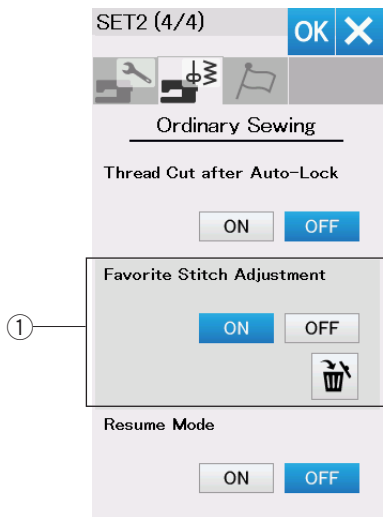 SET2 (4/4)
OK
Ordinary Sewing
Thread Cut after Auto-Lock
ON OFF
Favorite Stitch Adjustment
①
ON OFF
Resume Mode
ON OFF